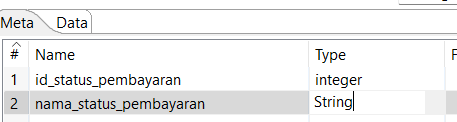 Meta Data
# Name Type F
1 id_status_pembayaran integer
2 nama_status_pembayaran String